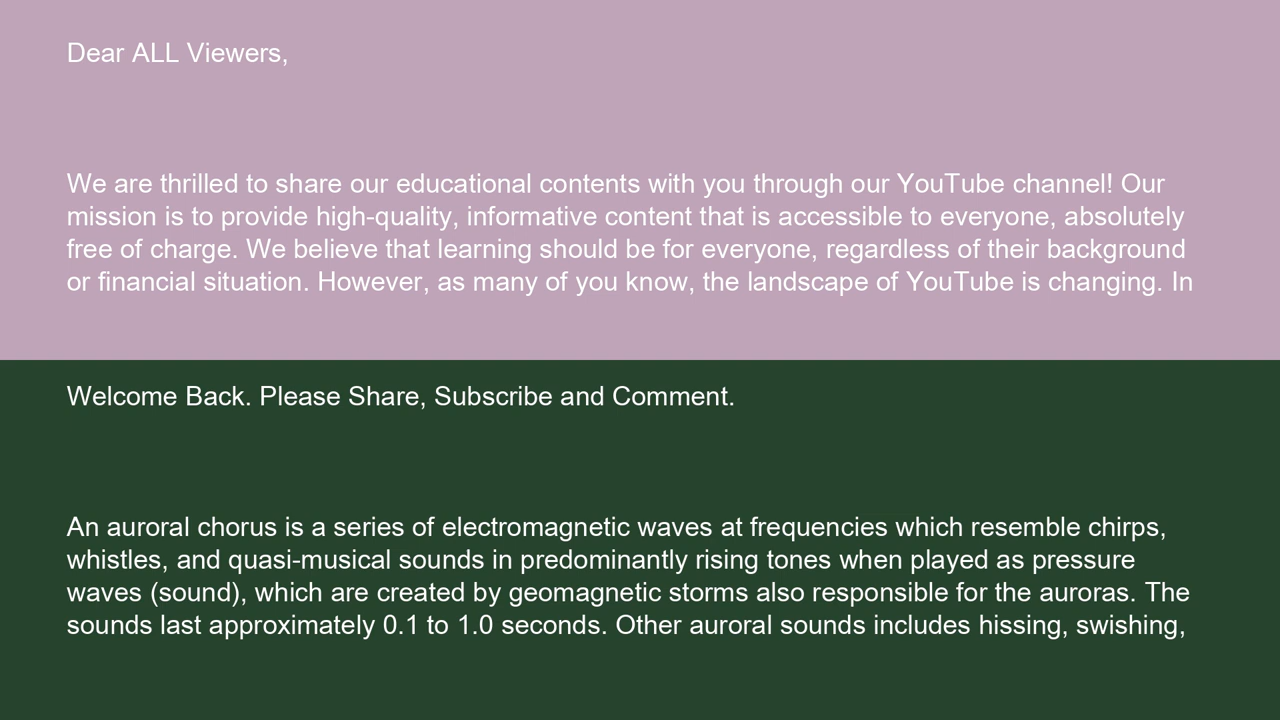 Dear ALL Viewers,
We are thrilled to share our educational contents with you through our YouTube channel! Our
mission is to provide high-quality, informative content that is accessible to everyone, absolutely
free of charge. We believe that learning should be for everyone, regardless of their background
or financial situation. However, as many of you know, the landscape of YouTube is changing. In
Welcome Back. Please Share, Subscribe and Comment.
An auroral chorus is a series of electromagnetic waves at frequencies which resemble chirps,
whistles, and quasi-musical sounds in predominantly rising tones when played as pressure
waves (sound), which are created by geomagnetic storms also responsible for the auroras. The
sounds last approximately 0.1 to 1.0 seconds. Other auroral sounds includes hissing, swishing,